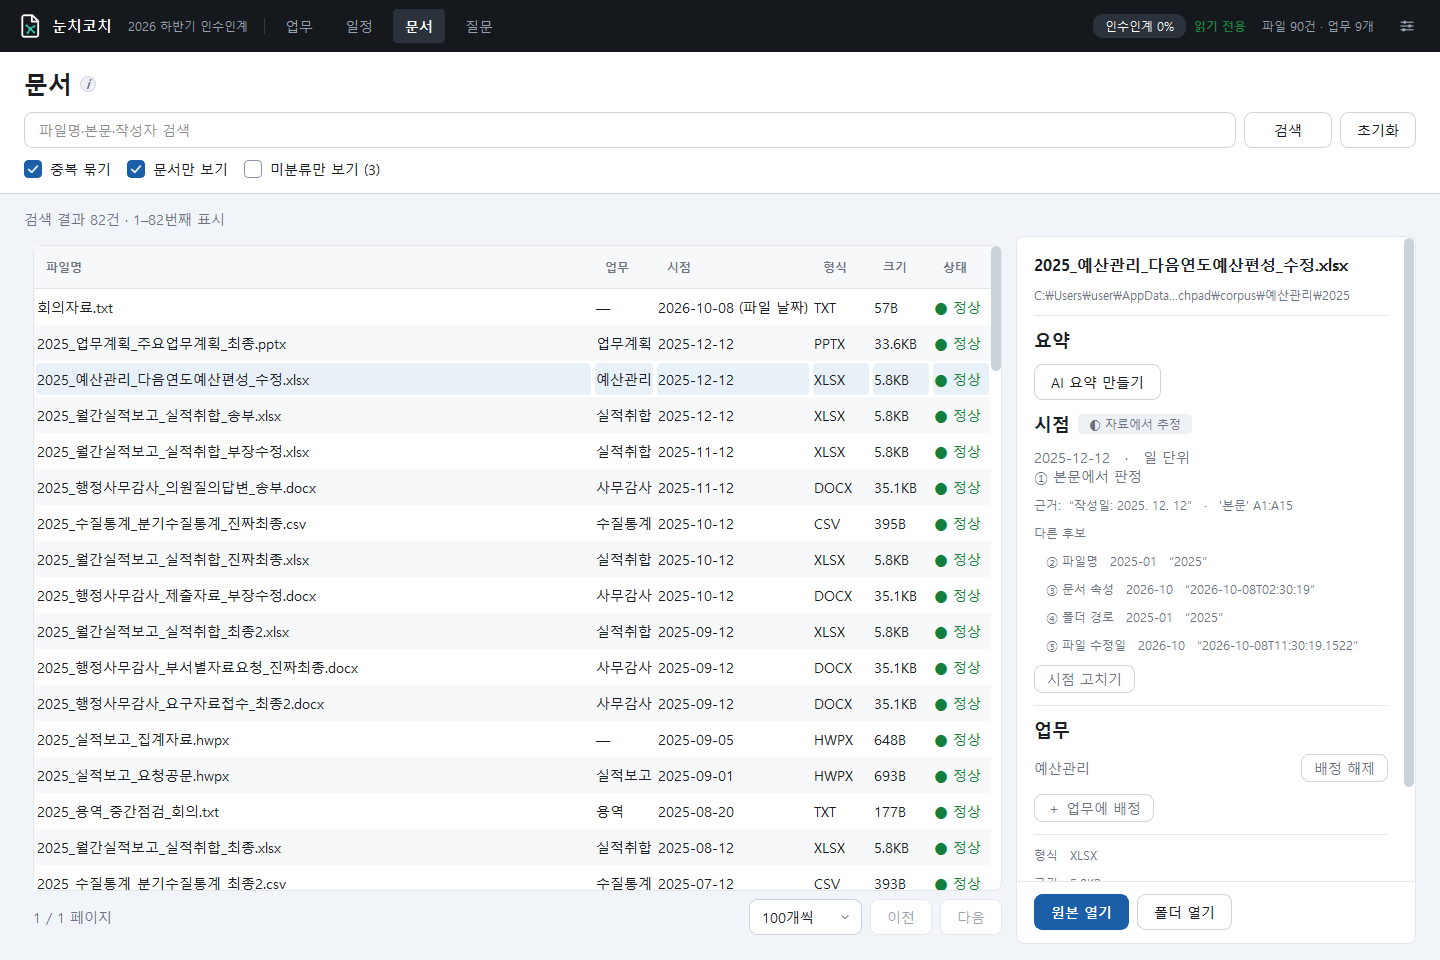 눈치코치 2026 하반기 인수인계 업무 일정 문서 질문 인수인계 0% 읽기 전용 파일 90건 · 업무 9개
문서 i
파일명·본문·작성자 검색 검색 초기화
중복 묶기 문서만 보기 미분류만 보기 (3)
검색 결과 82건 · 1–82번째 표시
파일명 업무 시점 형식 크기 상태
회의자료.txt — 2026-10-08 (파일 날짜) TXT 57B 정상
2025_업무계획_주요업무계획_최종.pptx 업무계획 2025-12-12 PPTX 33.6KB 정상
2025_예산관리_다음연도예산편성_수정.xlsx 예산관리 2025-12-12 XLSX 5.8KB 정상
2025_월간실적보고_실적취합_송부.xlsx 실적취합 2025-12-12 XLSX 5.8KB 정상
2025_월간실적보고_실적취합_부장수정.xlsx 실적취합 2025-11-12 XLSX 5.8KB 정상
2025_행정사무감사_의원질의답변_송부.docx 사무감사 2025-11-12 DOCX 35.1KB 정상
2025_수질통계_분기수질통계_진짜최종.csv 수질통계 2025-10-12 CSV 395B 정상
2025_월간실적보고_실적취합_진짜최종.xlsx 실적취합 2025-10-12 XLSX 5.8KB 정상
2025_행정사무감사_제출자료_부장수정.docx 사무감사 2025-10-12 DOCX 35.1KB 정상
2025_월간실적보고_실적취합_최종2.xlsx 실적취합 2025-09-12 XLSX 5.8KB 정상
2025_행정사무감사_부서별자료요청_진짜최종.docx 사무감사 2025-09-12 DOCX 35.1KB 정상
2025_행정사무감사_요구자료접수_최종2.docx 사무감사 2025-09-12 DOCX 35.1KB 정상
2025_실적보고_집계자료.hwpx — 2025-09-05 HWPX 648B 정상
2025_실적보고_요청공문.hwpx 실적보고 2025-09-01 HWPX 693B 정상
2025_용역_중간점검_회의.txt 용역 2025-08-20 TXT 177B 정상
2025_월간실적보고_실적취합_최종.xlsx 실적취합 2025-08-12 XLSX 5.8KB 정상
2025_수질통계_분기수질통계_최종2.csv 수질통계 2025-07-12 CSV 393B 정상
1 / 1 페이지 100개씩 이전 다음
2025_예산관리_다음연도예산편성_수정.xlsx
C:₩Users₩user₩AppData...chpad₩corpus₩예산관리₩2025
요약
AI 요약 만들기
시점 ◐ 자료에서 추정
2025-12-12 · 일 단위
① 본문에서 판정
근거: “작성일: 2025. 12. 12” · '본문' A1:A15
다른 후보
② 파일명 2025-01 “2025”
③ 문서 속성 2026-10 “2026-10-08T02:30:19”
④ 폴더 경로 2025-01 “2025”
⑤ 파일 수정일 2026-10 “2026-10-08T11:30:19.1522”
시점 고치기
업무
예산관리 배정 해제
+ 업무에 배정
형식 XLSX
원본 열기 폴더 열기